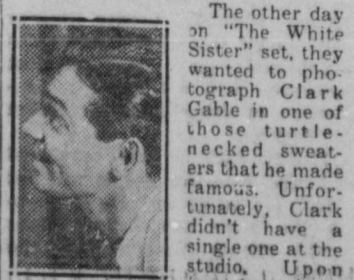 The other day
on "The White
Sister" set, they
wanted to pho-
tograph Clark
Gable in one of
those turtle-
necked sweat-
ers that he made
famous. Unfor-
tunately, Clark
didn't have a
single one at the
studio. Upon